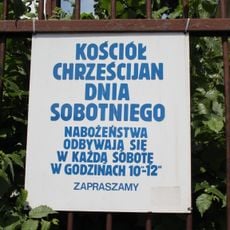 KOŚCIÓŁ
CHRZEŚCIJAN
DNIA
SOBOTNIEGO
NABOŻEŃSTWA
ODBYWAJĄ SIĘ
W KAŻDĄ SOBOTĘ
W GODZINACH 10-12
ZAPRASZAMY